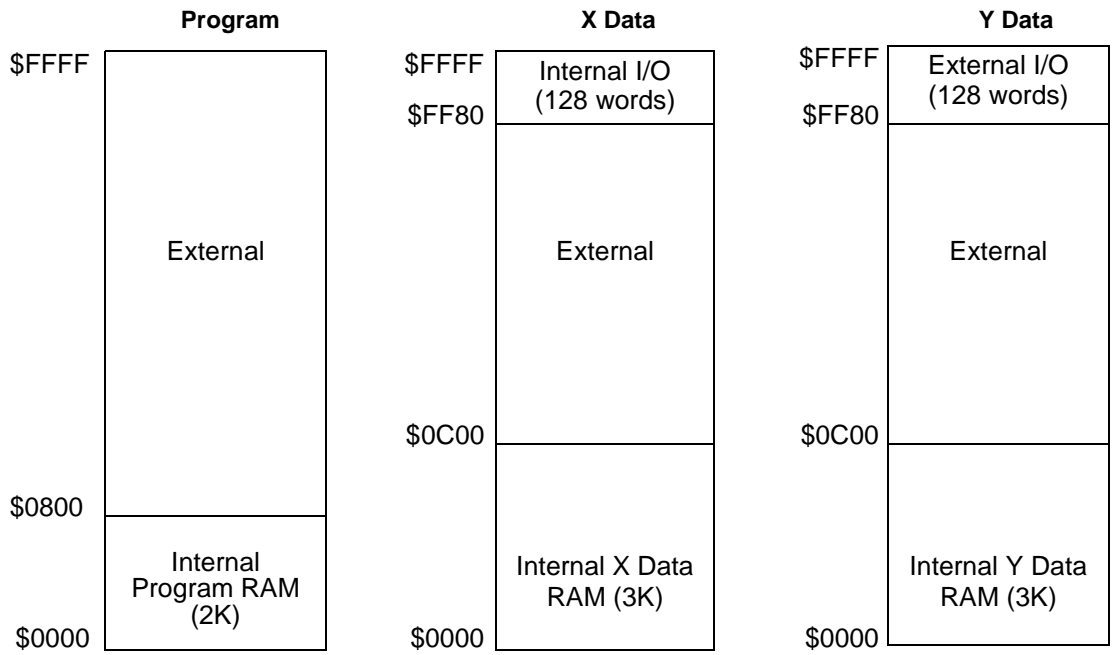 Program
$FFFF
External
$0800
Internal
Program RAM
(2K)
$0000
X Data
$FFFF
Internal I/O
(128 words)
$FF80
External
$0C00
Internal X Data
RAM (3K)
$0000
Y Data
$FFFF
External I/O
(128 words)
$FF80
External
$0C00
Internal Y Data
RAM (3K)
$0000